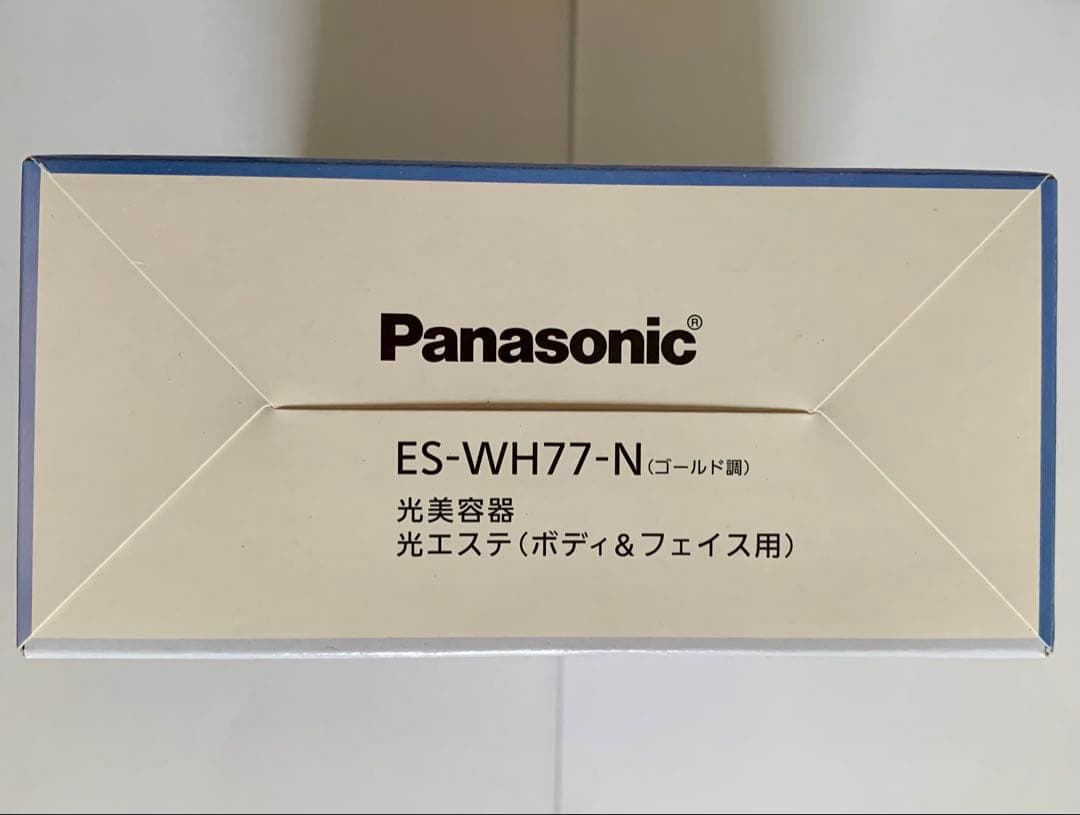 Panasonic®
ES-WH77-N(ゴールド調)
光美容器
光エステ(ボディ&フェイス用)